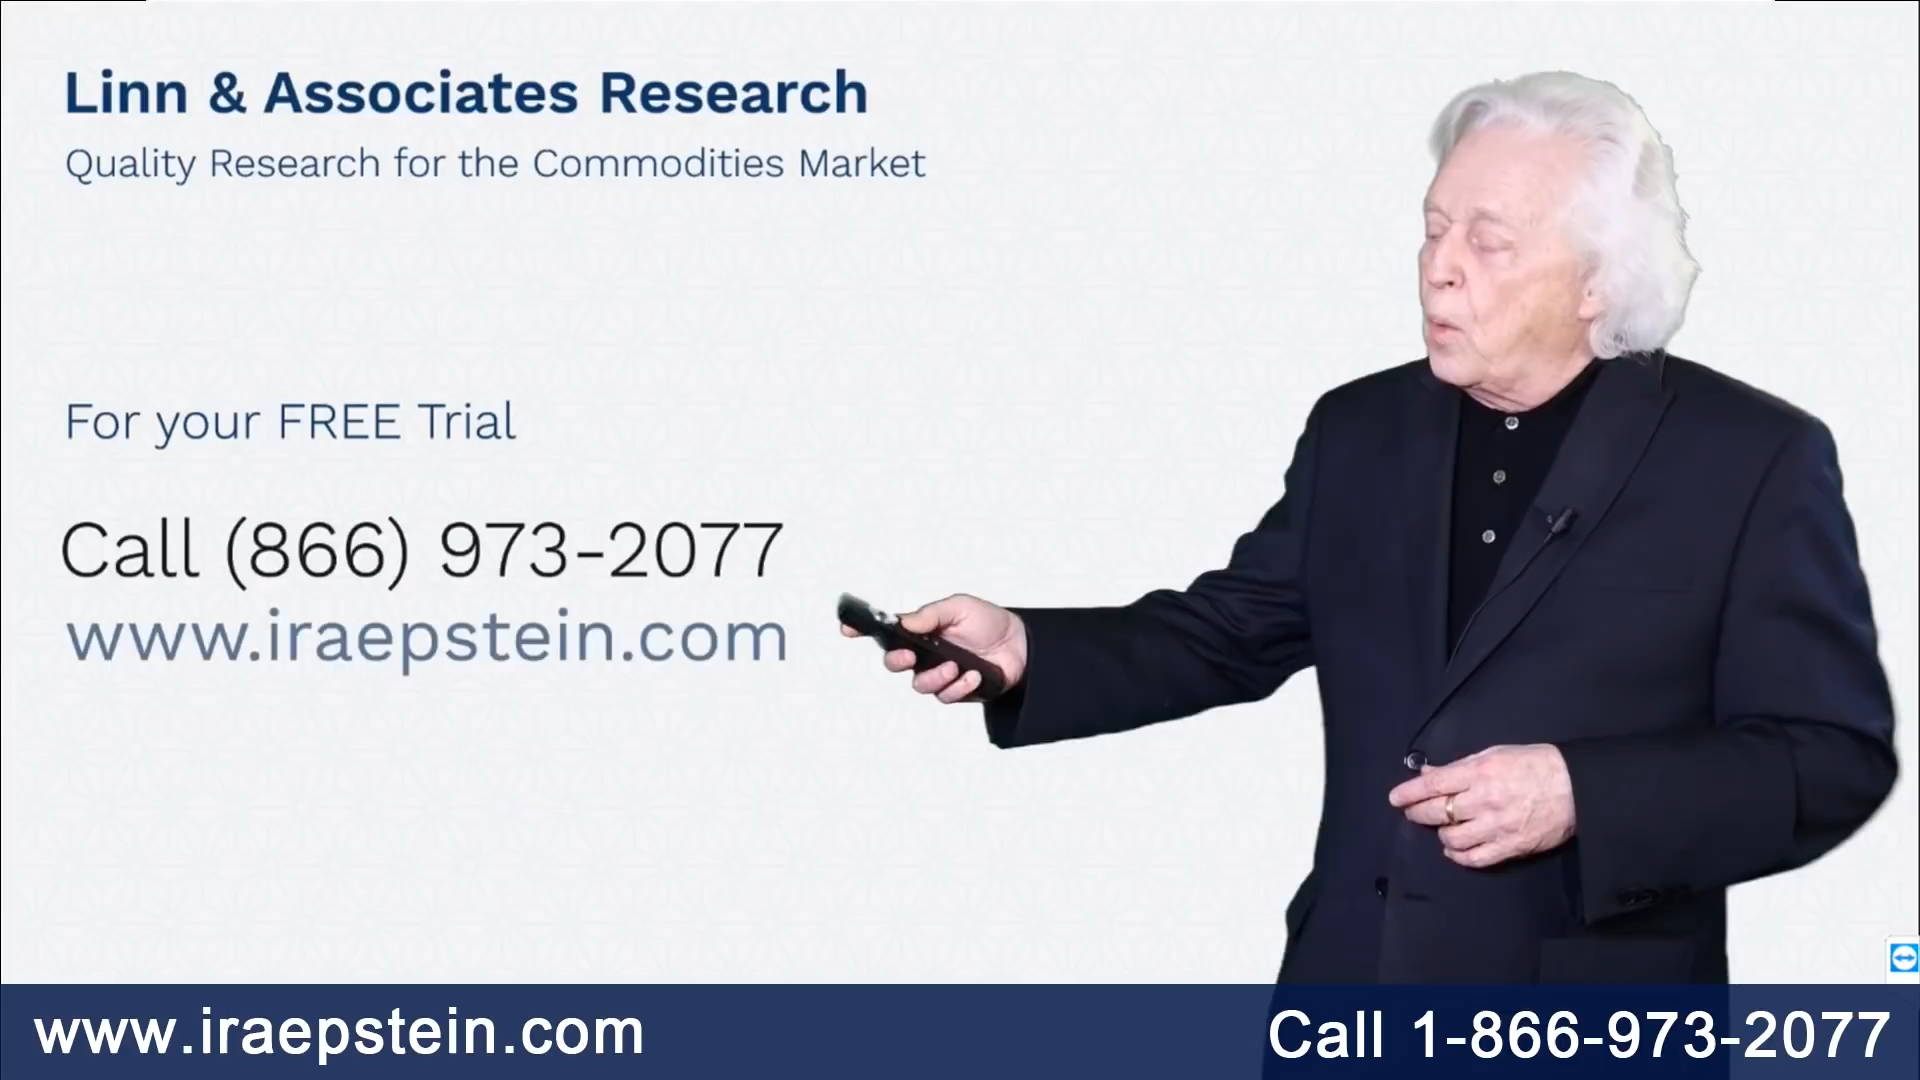 Linn & Associates Research
Quality Research for the Commodities Market
For your FREE Trial
Call (866) 973-2077
www.iraepstein.com
www.iraepstein.com
Call 1-866-973-2077